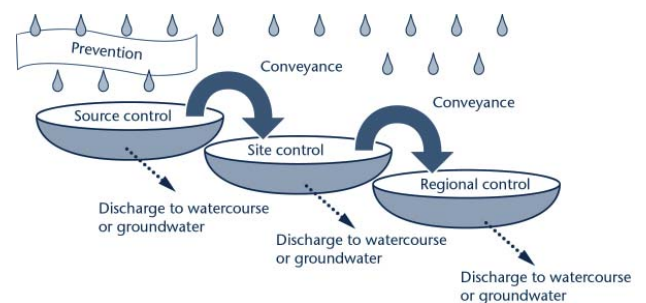 Prevention
Conveyance
Conveyance
Source control
Site control
Regional control
Discharge to watercourse
or groundwater
Discharge to watercourse
or groundwater
Discharge to watercourse
or groundwater